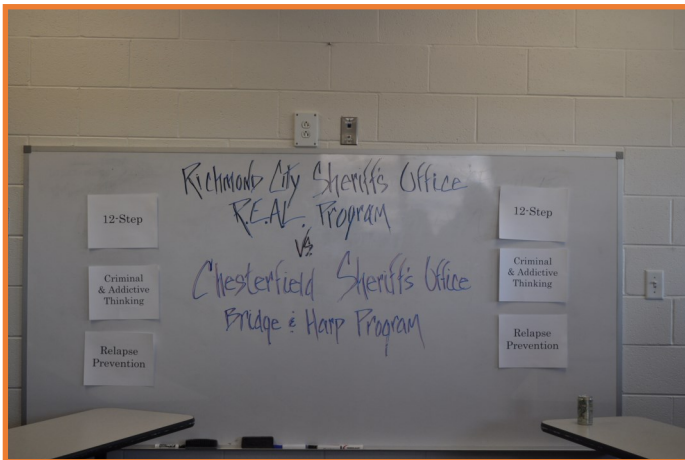 Richmond City Sheriff's Office
R.E.A.L. Program
Vs.
Chesterfield Sheriff's Office
Bridge & Harp Program
12-Step
Criminal
& Addictive
Thinking
Relapse
Prevention
12-Step
Criminal
& Addictive
Thinking
Relapse
Prevention